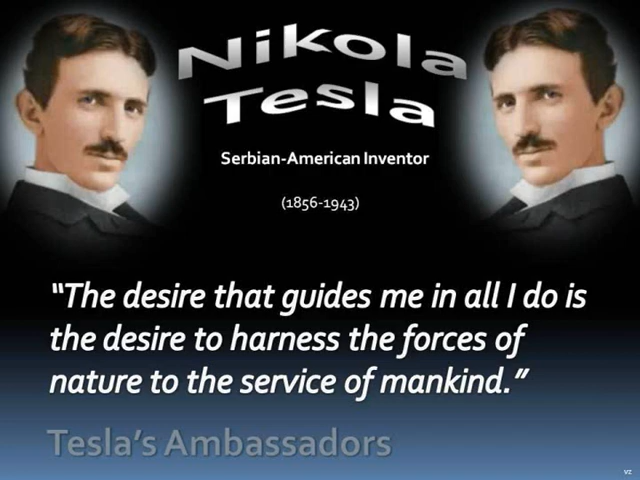 Nikola
Tesla
Serbian-American Inventor
(1856-1943)
“The desire that guides me in all I do is
the desire to harness the forces of
nature to the service of mankind.”
Tesla’s Ambassadors
VZ